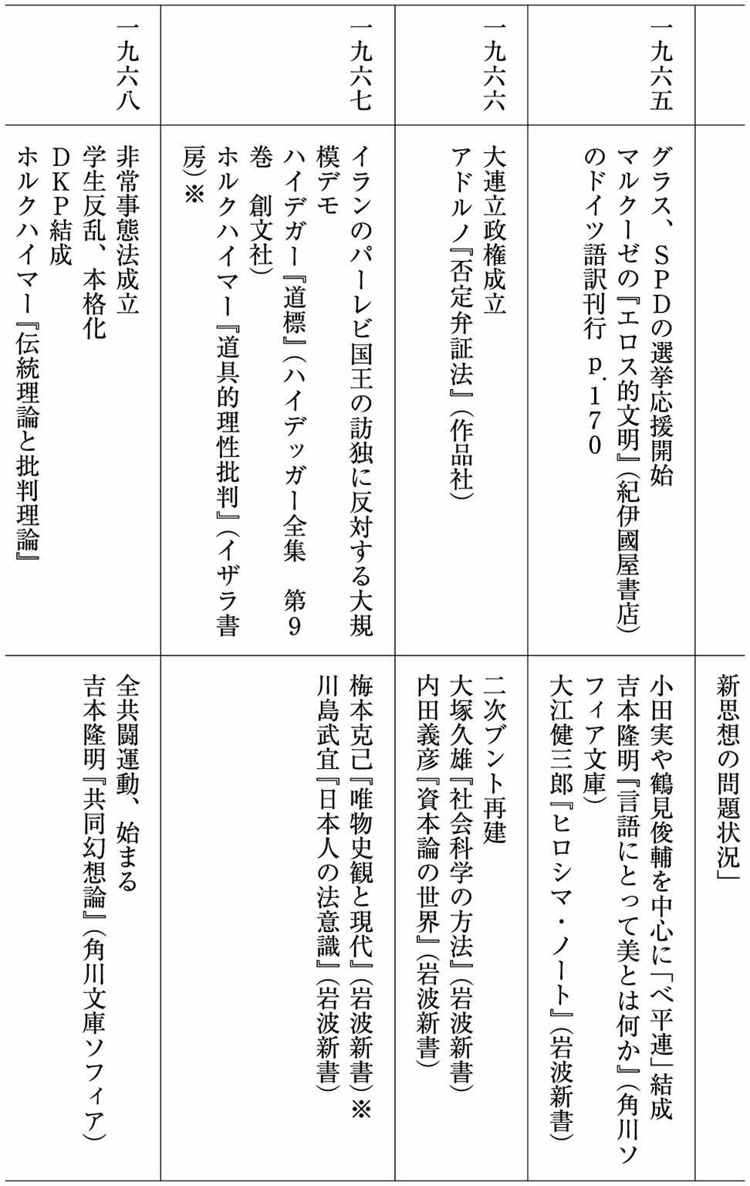 新思想の問題状況」
一九六五
グラス、SPDの選挙応援開始
マルクーゼの『エロス的文明』（紀伊國屋書店）
のドイツ語訳刊行 p.170
小田実や鶴見俊輔を中心に「ベ平連」結成
吉本隆明『言語にとって美とは何か』（角川ソ
フィア文庫）
大江健三郎『ヒロシマ・ノート』（岩波新書）
一九六六
大連立政権成立
アドルノ『否定弁証法』（作品社）
二次ブント再建
大塚久雄『社会科学の方法』（岩波新書）
内田義彦『資本論の世界』（岩波新書）
一九六七
イランのパーレビ国王の訪独に反対する大規
模デモ
ハイデガー『道標』（ハイデッガー全集　第9
巻　創文社）
ホルクハイマー『道具的理性批判』（イザラ書
房）※
梅本克己『唯物史観と現代』（岩波新書）※
川島武宜『日本人の法意識』（岩波新書）
一九六八
非常事態法成立
学生反乱、本格化
DKP結成
ホルクハイマー『伝統理論と批判理論』
全共闘運動、始まる
吉本隆明『共同幻想論』（角川文庫ソフィア）